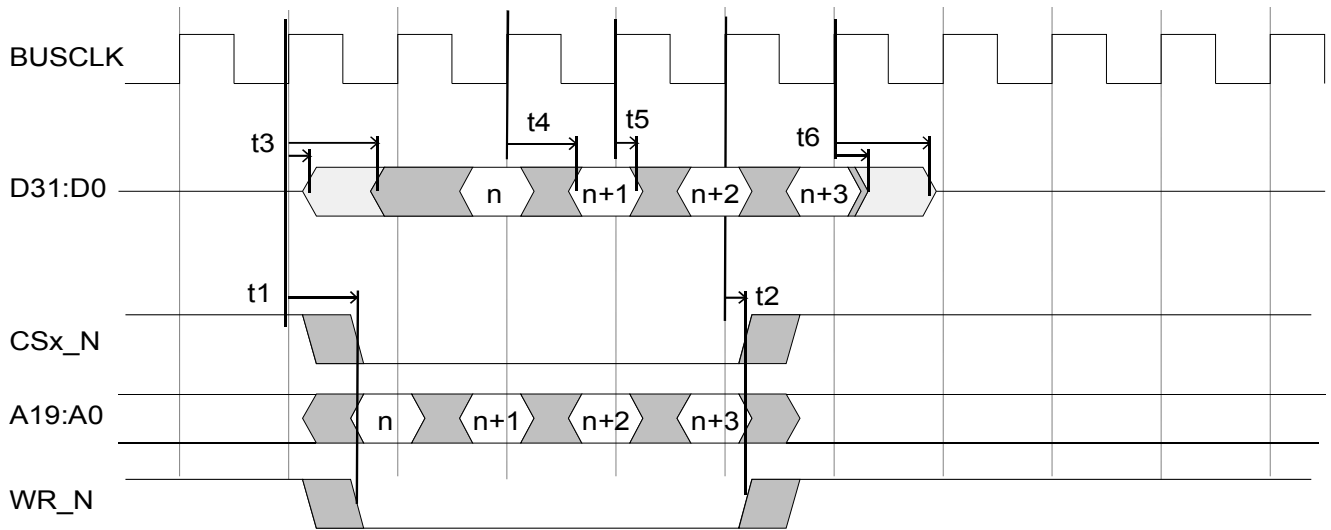 BUSCLK
t4 t5
t3 t6
D31:D0 n n+1 n+2 n+3
t1 t2
CSx_N
A19:A0 n n+1 n+2 n+3
WR_N